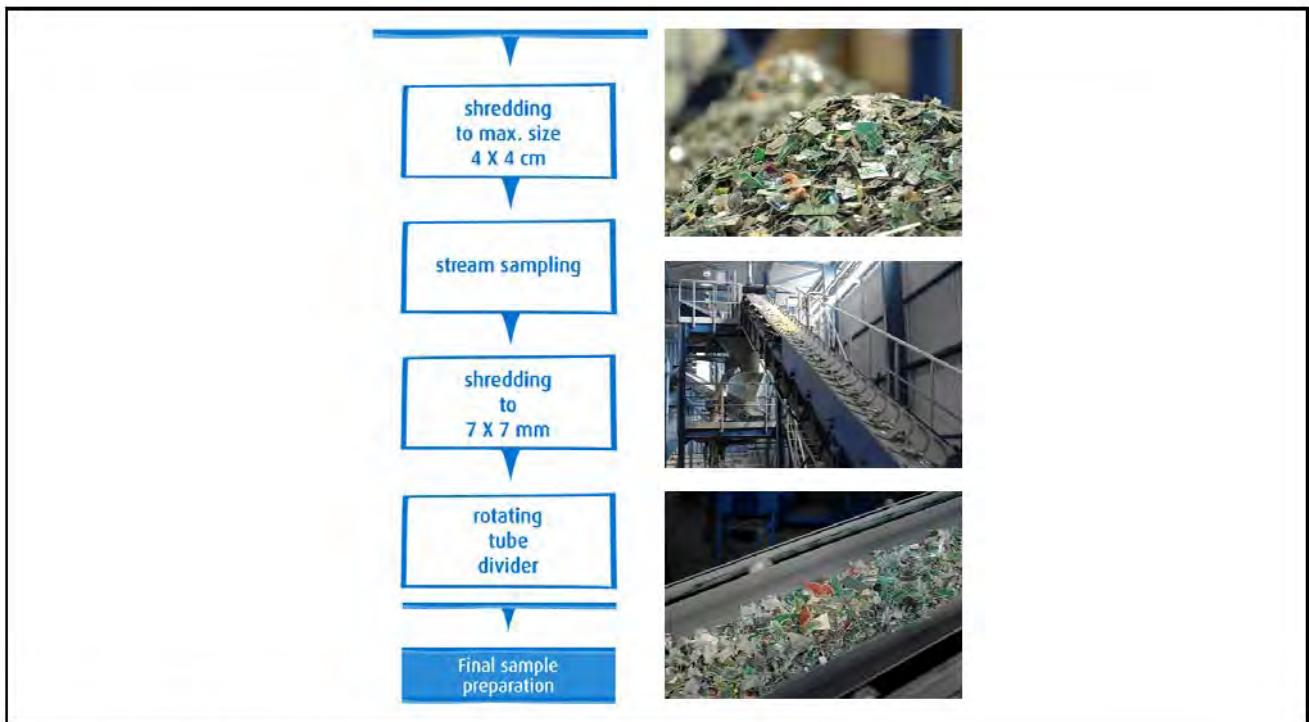 shredding
to max. size
4 X 4 cm
stream sampling
shredding
to
7 X 7 mm
rotating
tube
divider
Final sample
preparation